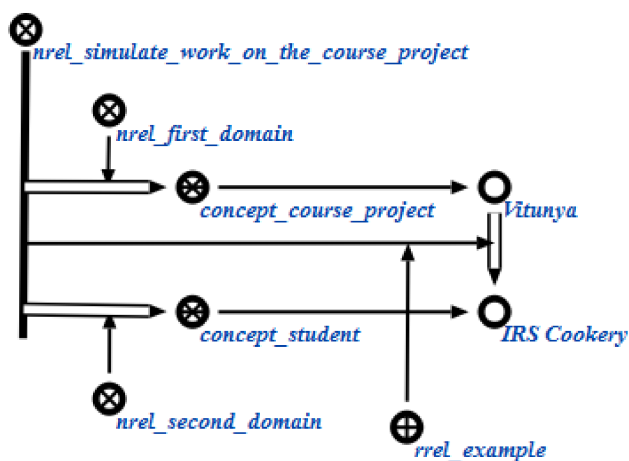 nrel_simulate_work_on_the_course_project
nrel_first_domain
concept_course_project
Vitunya
concept_student
IRS Cookery
nrel_second_domain
rrel_example